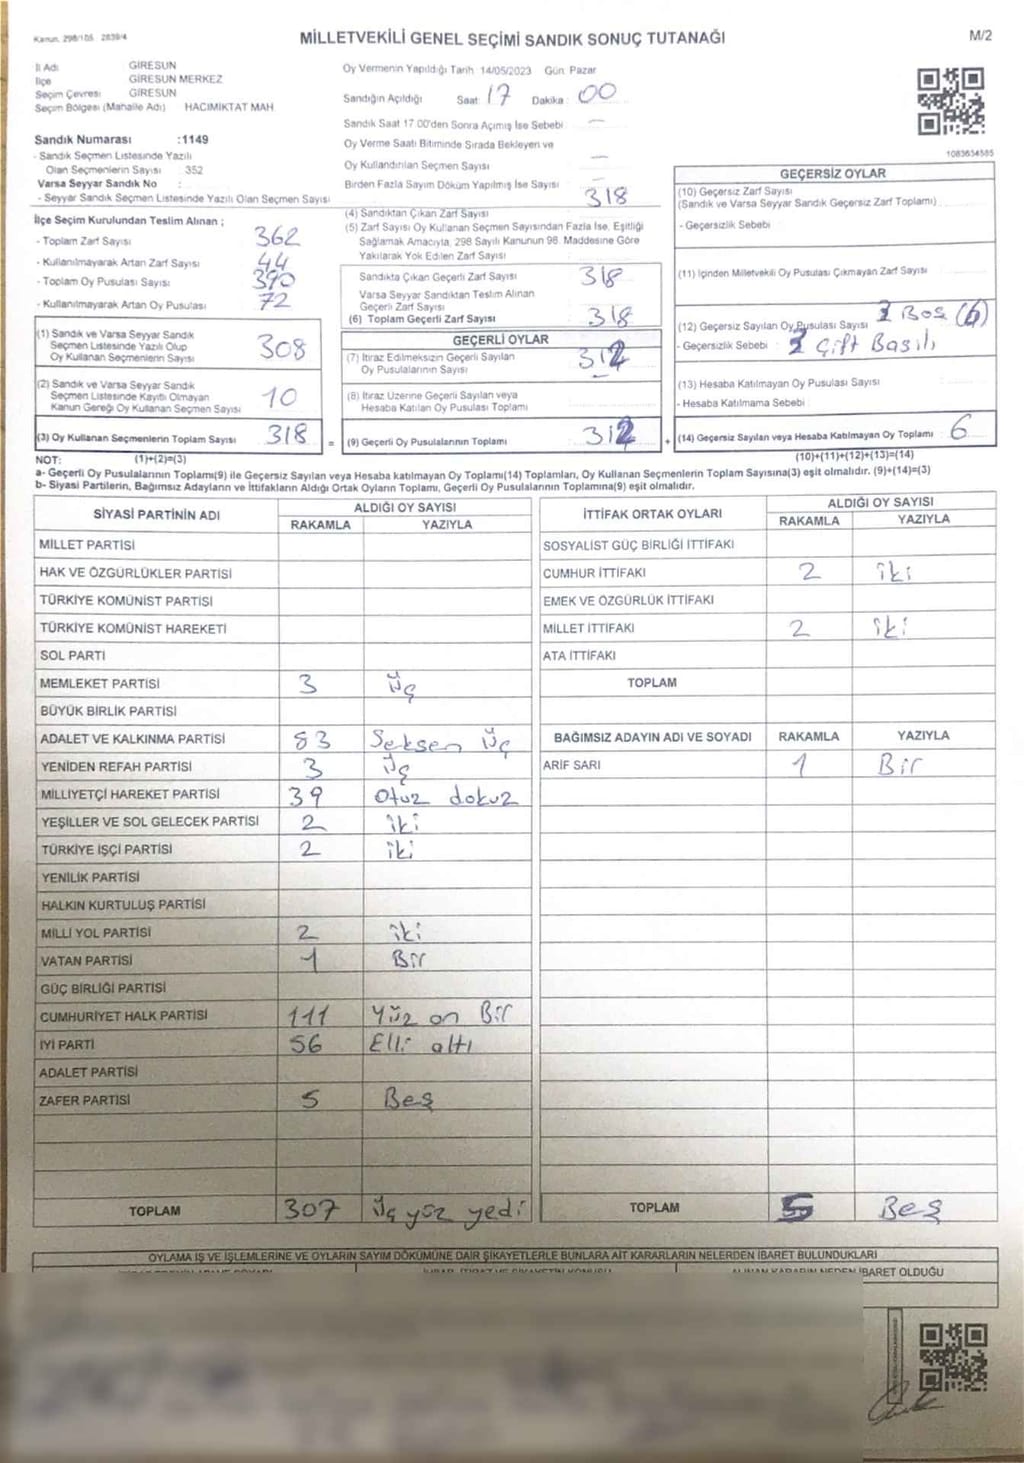 Kanun. 298/105 2839/4
MİLLETVEKİLİ GENEL SEÇİMİ SANDIK SONUÇ TUTANAĞI
M/2
İl Adı GİRESUN
İlçe GİRESUN MERKEZ
Seçim Çevresi GİRESUN
Seçim Bölgesi (Mahalle Adı) HACIMİKTAT MAH
Sandık Numarası :1149
- Sandık Seçmen Listesinde Yazılı
Olan Seçmenlerin Sayısı : 352
Varsa Seyyar Sandık No :
- Seyyar Sandık Seçmen Listesinde Yazılı Olan Seçmen Sayısı
İlçe Seçim Kurulundan Teslim Alınan ;
- Toplam Zarf Sayısı 362
- Kullanılmayarak Artan Zarf Sayısı 44
- Toplam Oy Pusulası Sayısı 390
- Kullanılmayarak Artan Oy Pusulası 72
(1) Sandık ve Varsa Seyyar Sandık
Seçmen Listesinde Yazılı Olup
Oy Kullanan Seçmenlerin Sayısı 308
(2) Sandık ve Varsa Seyyar Sandık
Seçmen Listesinde Kayıtlı Olmayan
Kanun Gereği Oy Kullanan Seçmen Sayısı 10
(3) Oy Kullanan Seçmenlerin Toplam Sayısı 318
Oy Vermenin Yapıldığı Tarih 14/05/2023 Gün Pazar
Sandığın Açıldığı Saat 17 Dakika 00
Sandık Saat 17.00'den Sonra Açımış İse Sebebi —
Oy Verme Saati Bitiminde Sırada Bekleyen ve
Oy Kullandırılan Seçmen Sayısı —
Birden Fazla Sayım Döküm Yapılmış İse Sayısı
(4) Sandıktan Çıkan Zarf Sayısı 318
(5) Zarf Sayısı Oy Kullanan Seçmen Sayısından Fazla İse, Eşitliği
Sağlamak Amacıyla, 298 Sayılı Kanunun 98. Maddesine Göre
Yakılarak Yok Edilen Zarf Sayısı
Sandıkta Çıkan Geçerli Zarf Sayısı 318
Varsa Seyyar Sandıktan Teslim Alınan
Geçerli Zarf Sayısı
(6) Toplam Geçerli Zarf Sayısı 318
GEÇERLİ OYLAR
(7) İtiraz Edilmeksizin Geçerli Sayılan
Oy Pusulalarının Sayısı 312
(8) İtiraz Üzerine Geçerli Sayılan veya
Hesaba Katılan Oy Pusulası Toplamı
= (9) Geçerli Oy Pusulalarının Toplamı 312
1083634585
GEÇERSİZ OYLAR
(10) Geçersiz Zarf Sayısı
(Sandık ve Varsa Seyyar Sandık Geçersiz Zarf Toplamı)
- Geçersizlik Sebebi
(11) İçinden Milletvekili Oy Pusulası Çıkmayan Zarf Sayısı
(12) Geçersiz Sayılan Oy Pusulası Sayısı Boş (6)
- Geçersizlik Sebebi : Çift Basılı
(13) Hesaba Katılmayan Oy Pusulası Sayısı
- Hesaba Katılmama Sebebi
+ (14) Geçersiz Sayılan veya Hesaba Katılmayan Oy Toplamı 6
NOT: (1)+(2)=(3)
(10)+(11)+(12)+(13)=(14)
a- Geçerli Oy Pusulalarının Toplamı(9) ile Geçersiz Sayılan veya Hesaba katılmayan Oy Toplamı(14) Toplamları, Oy Kullanan Seçmenlerin Toplam Sayısına(3) eşit olmalıdır. (9)+(14)=(3)
b- Siyasi Partilerin, Bağımsız Adayların ve İttifakların Aldığı Ortak Oyların Toplamı, Geçerli Oy Pusulalarının Toplamına(9) eşit olmalıdır.
SİYASİ PARTİNİN ADI ALDIĞI OY SAYISI
RAKAMLA YAZIYLA
MİLLET PARTİSİ
HAK VE ÖZGÜRLÜKLER PARTİSİ
TÜRKİYE KOMÜNİST PARTİSİ
TÜRKİYE KOMÜNİST HAREKETİ
SOL PARTİ
MEMLEKET PARTİSİ 3 üç
BÜYÜK BİRLİK PARTİSİ
ADALET VE KALKINMA PARTİSİ 83 Seksen üç
YENİDEN REFAH PARTİSİ 3 üç
MİLLİYETÇİ HAREKET PARTİSİ 39 otuz dokuz
YEŞİLLER VE SOL GELECEK PARTİSİ 2 iki
TÜRKİYE İŞÇİ PARTİSİ 2 iki
YENİLİK PARTİSİ
HALKIN KURTULUŞ PARTİSİ
MİLLİ YOL PARTİSİ 2 iki
VATAN PARTİSİ 1 Bir
GÜÇ BİRLİĞİ PARTİSİ
CUMHURİYET HALK PARTİSİ 111 Yüz on Bir
İYİ PARTİ 56 Elli altı
ADALET PARTİSİ
ZAFER PARTİSİ 5 Beş
TOPLAM 307 üç yüz yedi
İTTİFAK ORTAK OYLARI ALDIĞI OY SAYISI
RAKAMLA YAZIYLA
SOSYALİST GÜÇ BİRLİĞİ İTTİFAKI
CUMHUR İTTİFAKI 2 iki
EMEK VE ÖZGÜRLÜK İTTİFAKI
MİLLET İTTİFAKI 2 iki
ATA İTTİFAKI
TOPLAM
BAĞIMSIZ ADAYIN ADI VE SOYADI RAKAMLA YAZIYLA
ARİF SARI 1 Bir
TOPLAM 5 Beş
OYLAMA İŞ VE İŞLEMLERİNE VE OYLARIN SAYIM DÖKÜMÜNE DAİR ŞİKAYETLERLE BUNLARA AİT KARARLARIN NELERDEN İBARET BULUNDUKLARI
ALINAN KARARIN NEDEN İBARET OLDUĞU